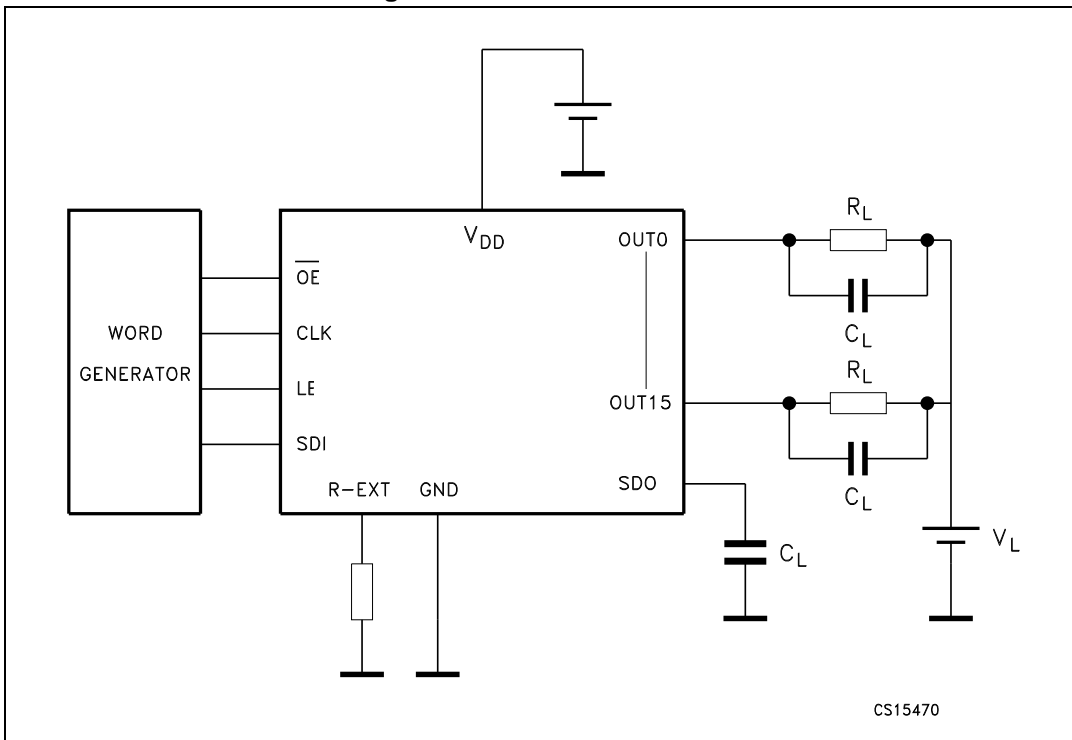 g
V_DD
OUT0
R_L
OE
WORD
GENERATOR
CLK
C_L
LE
R_L
OUT15
SDI
SDO
C_L
R-EXT
GND
C_L
V_L
CS15470